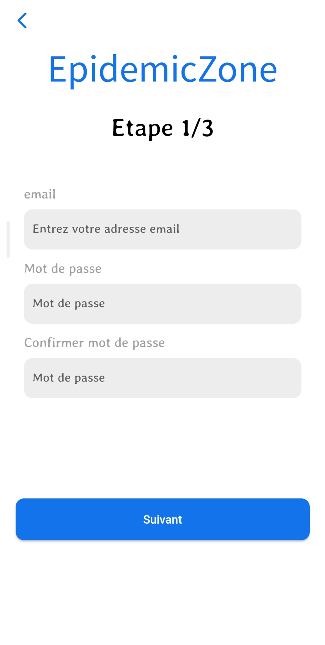 EpidemicZone
Etape 1/3
email
Entrez votre adresse email
Mot de passe
Mot de passe
Confirmer mot de passe
Mot de passe
Suivant